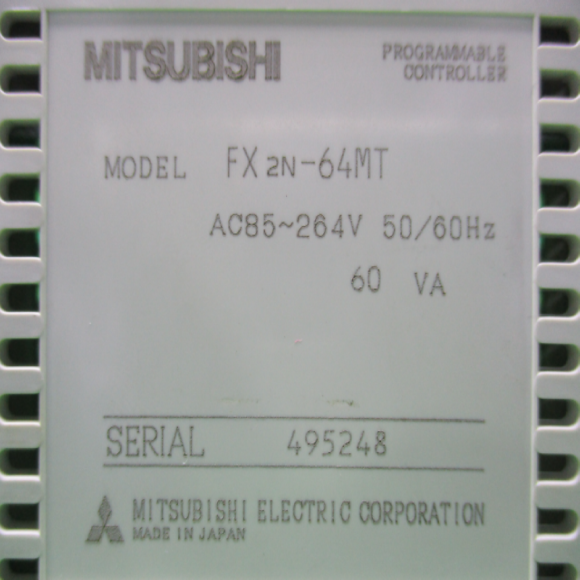 MITSUBISHI PROGRAMMABLE
CONTROLLER
MODEL FX2N-64MT
AC85~264V 50/60Hz
60 VA
SERIAL 495248
MITSUBISHI ELECTRIC CORPORATION
MADE IN JAPAN